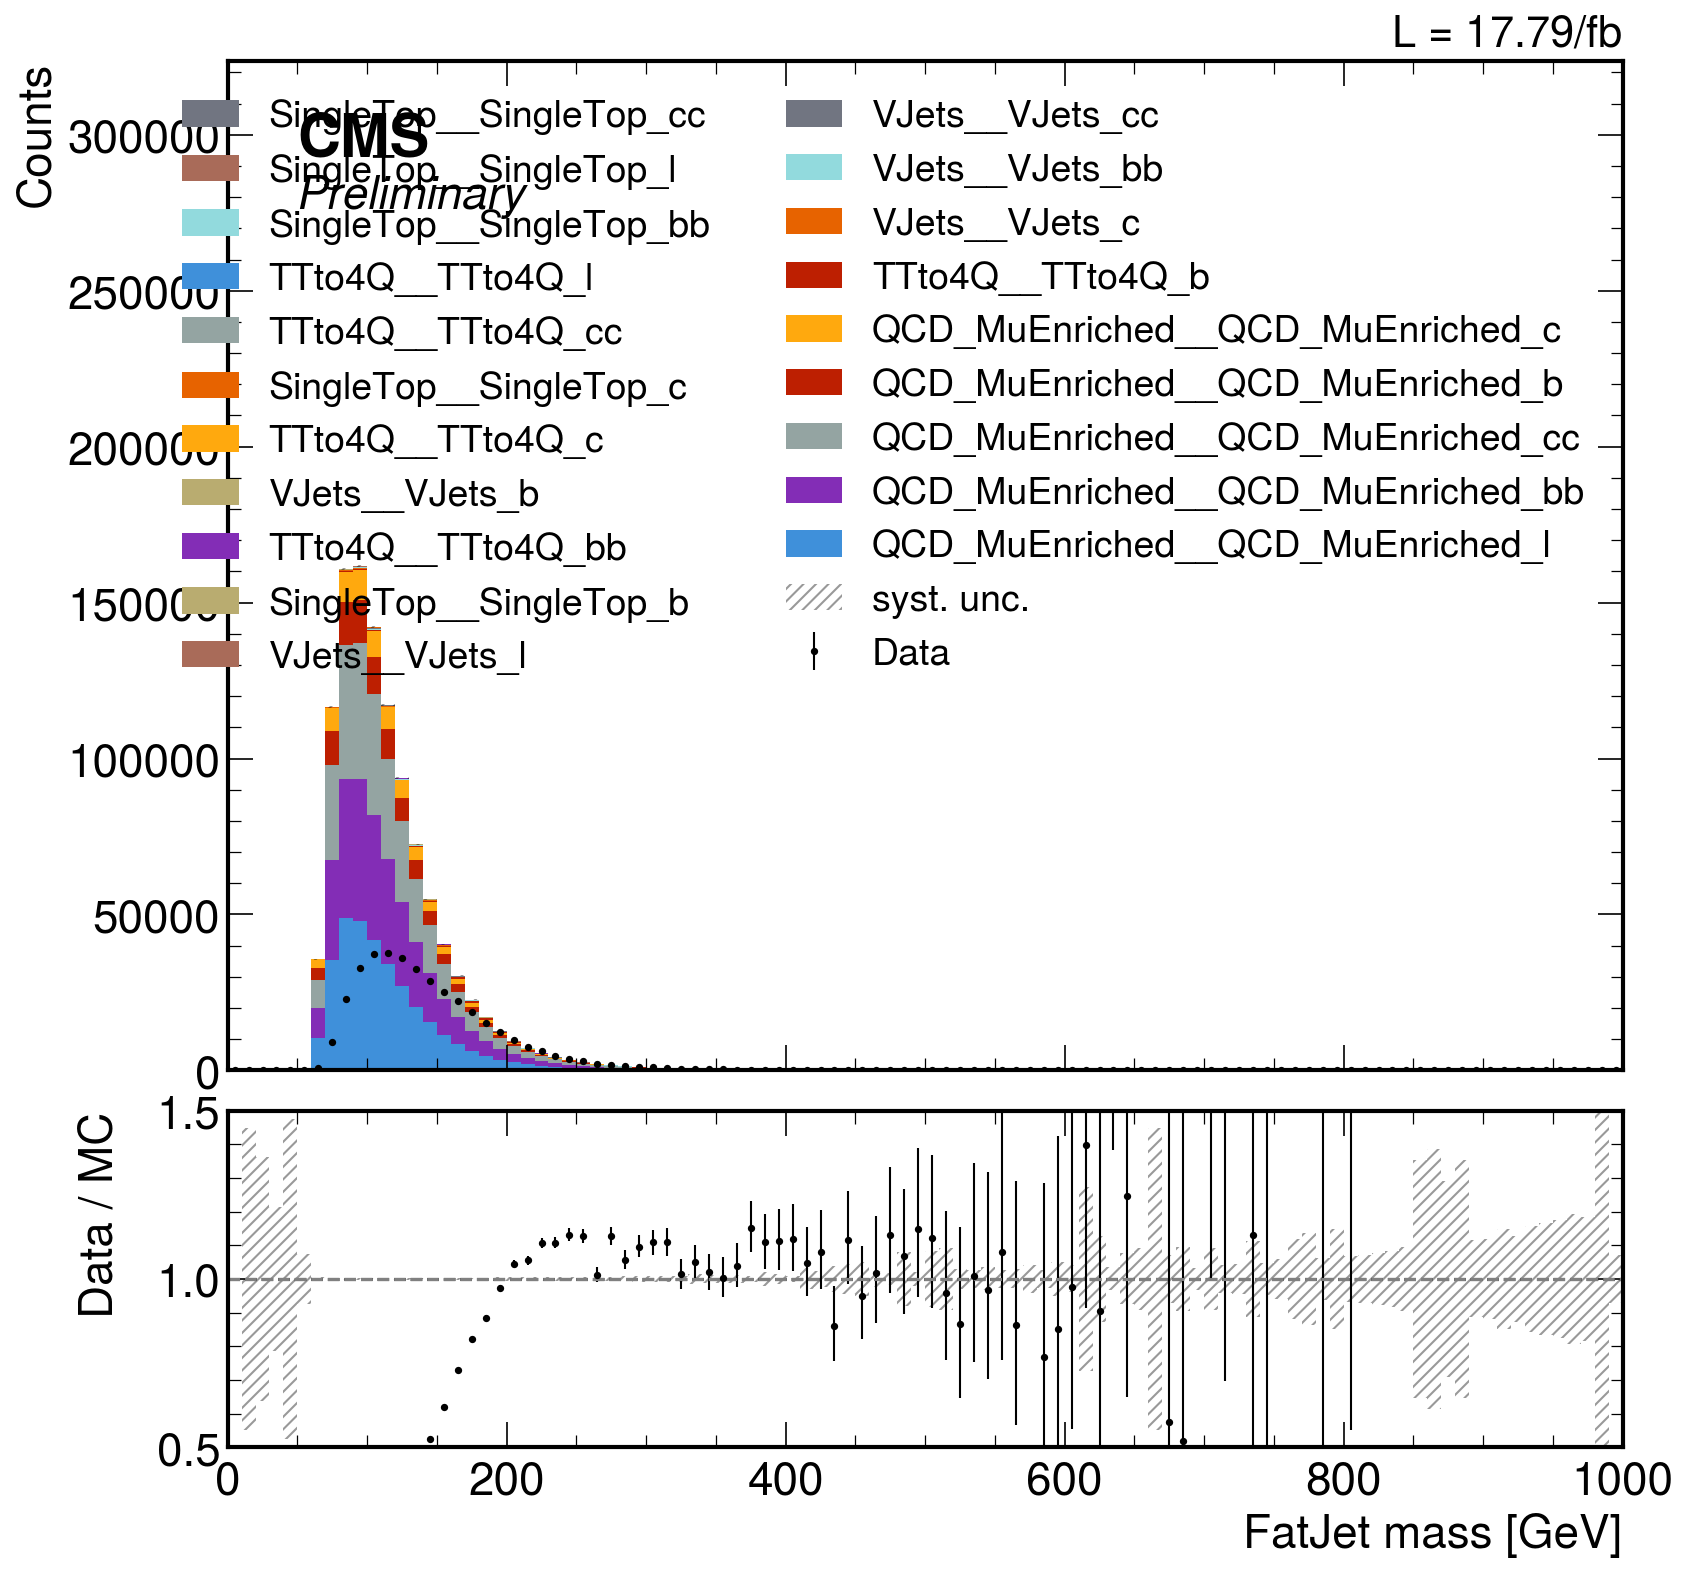 L = 17.79/fb
Counts
CMS
Preliminary
SingleTop__SingleTop_cc
SingleTop__SingleTop_l
SingleTop__SingleTop_bb
TTto4Q__TTto4Q_l
TTto4Q__TTto4Q_cc
SingleTop__SingleTop_c
TTto4Q__TTto4Q_c
VJets__VJets_b
TTto4Q__TTto4Q_bb
SingleTop__SingleTop_b
VJets__VJets_l
VJets__VJets_cc
VJets__VJets_bb
VJets__VJets_c
TTto4Q__TTto4Q_b
QCD_MuEnriched__QCD_MuEnriched_c
QCD_MuEnriched__QCD_MuEnriched_b
QCD_MuEnriched__QCD_MuEnriched_cc
QCD_MuEnriched__QCD_MuEnriched_bb
QCD_MuEnriched__QCD_MuEnriched_l
syst. unc.
Data
300000
250000
200000
150000
100000
50000
0
Data / MC
1.5
1.0
0.5
0
200
400
600
800
1000
FatJet mass [GeV]